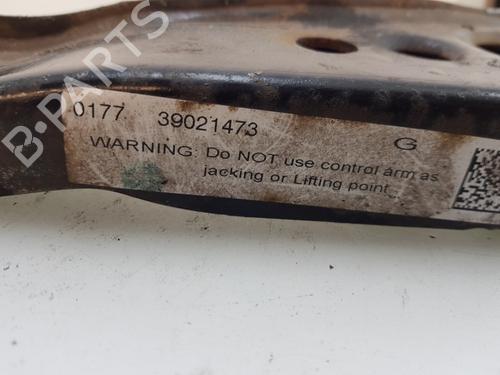 B-PARTS
0177 39021473 G
WARNING: Do NOT use control arm as
jacking or Lifting point